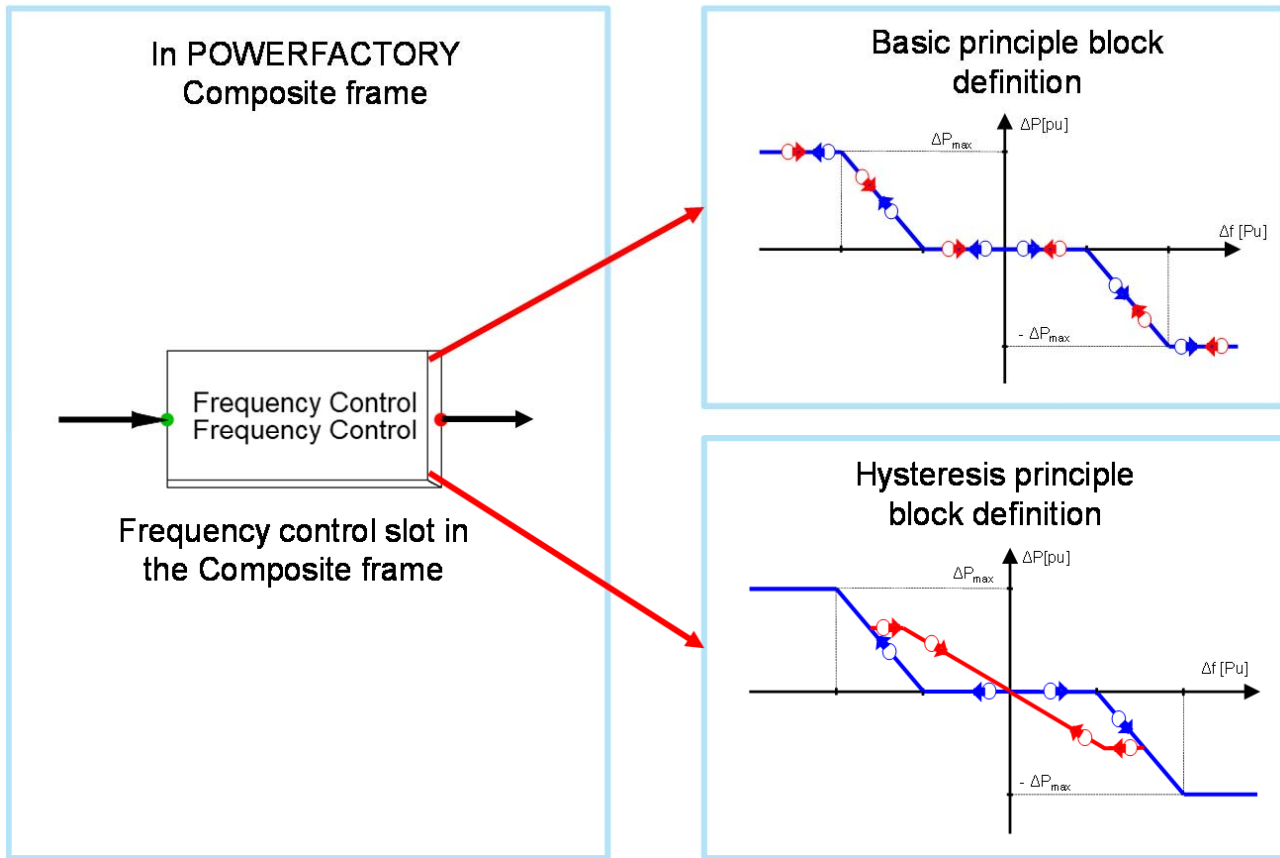 In POWERFACTORY
Composite frame
Frequency Control
Frequency Control
Frequency control slot in
the Composite frame
Basic principle block
definition
ΔP[pu]
ΔPmax
Δf [Pu]
- ΔPmax
Hysteresis principle
block definition
ΔP[pu]
ΔPmax
Δf [Pu]
- ΔPmax